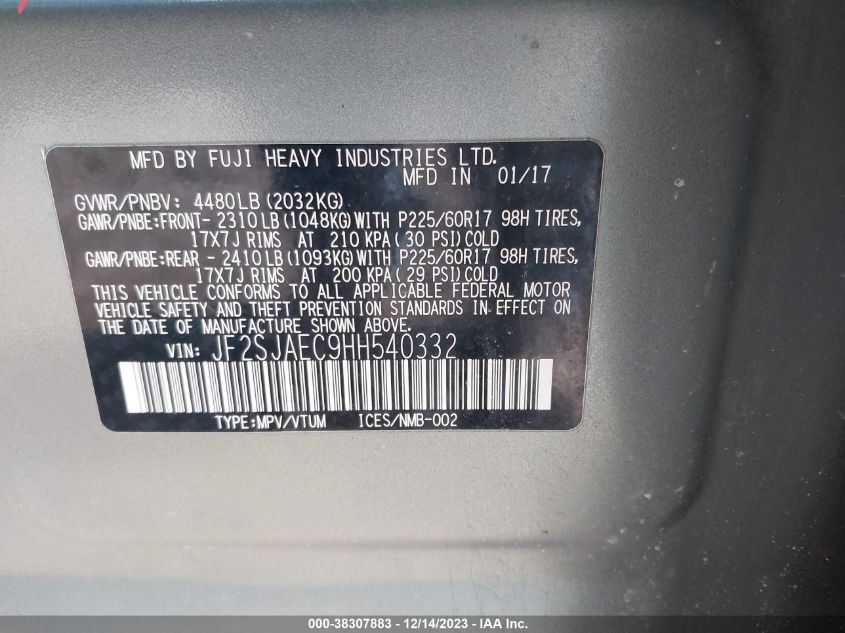 MFD BY FUJI HEAVY INDUSTRIES LTD.
MFD IN 01/17
GVWR/PNBV: 4480LB (2032KG)
GAWR/PNBE:FRONT- 2310 LB (1048KG) WITH P225/60R17 98H TIRES,
17X7J RIMS AT 210 KPA ( 30 PSI) COLD
GAWR/PNBE:REAR - 2410 LB (1093KG) WITH P225/60R17 98H TIRES,
17X7J RIMS AT 200 KPA ( 29 PSI) COLD
THIS VEHICLE CONFORMS TO ALL APPLICABLE FEDERAL MOTOR
VEHICLE SAFETY AND THEFT PREVENTION STANDARDS IN EFFECT ON
THE DATE OF MANUFACTURE SHOWN ABOVE.
VIN: JF2SJAEC9HH540332
TYPE:MPV/VTUM ICES/NMB-002
000-38307883 - 12/14/2023 - IAA Inc.